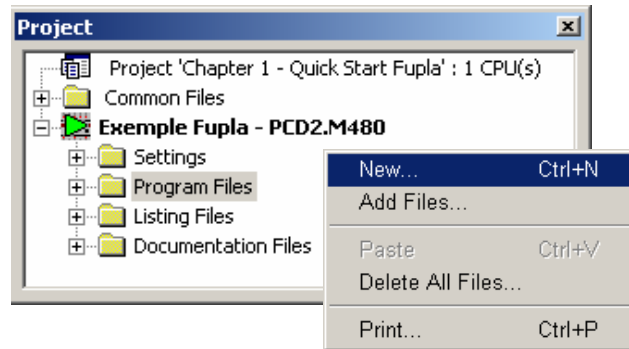 Project
Project 'Chapter 1 - Quick Start Fupla' : 1 CPU(s)
Common Files
Exemple Fupla - PCD2.M480
Settings
Program Files
Listing Files
Documentation Files
New... Ctrl+N
Add Files...
Paste Ctrl+V
Delete All Files...
Print... Ctrl+P